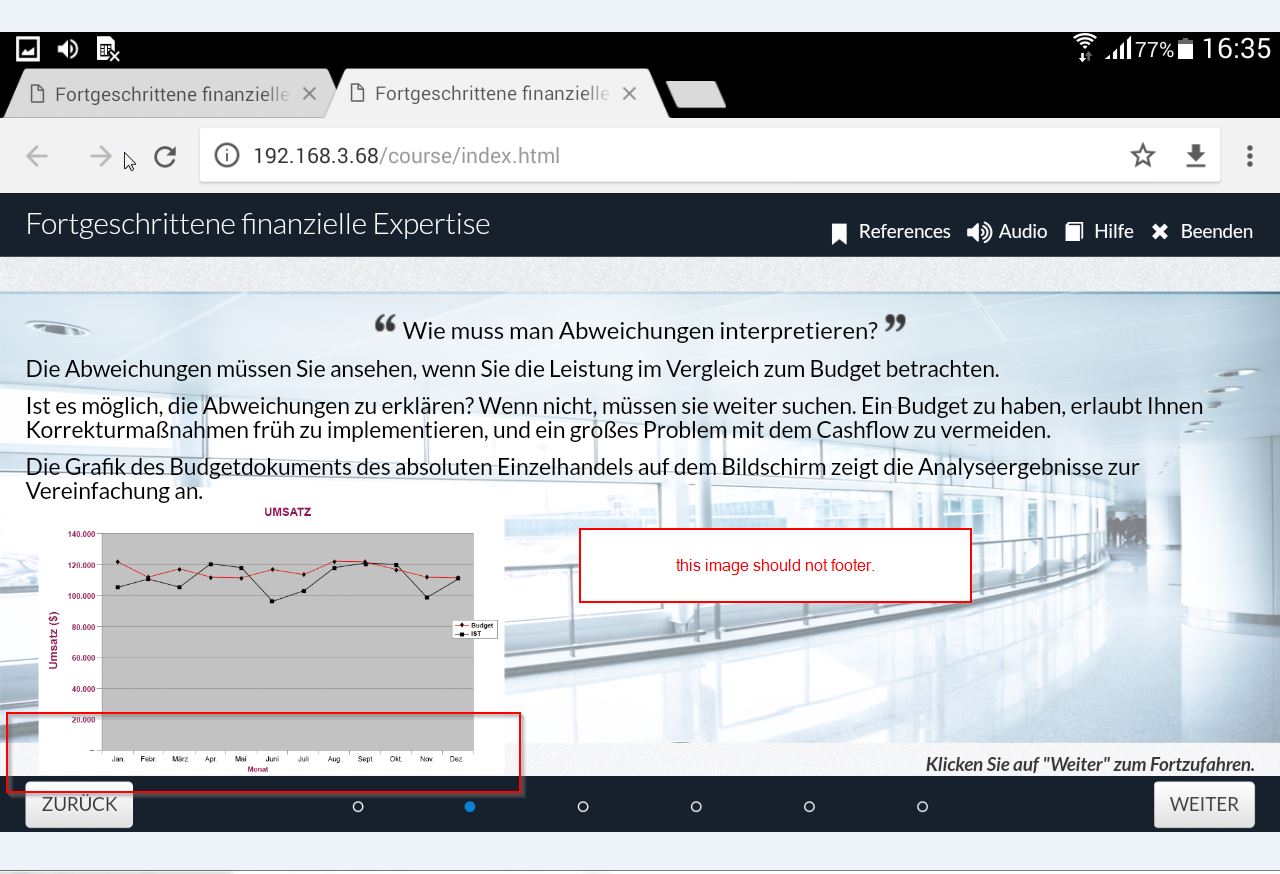 77% 16:35
Fortgeschrittene finanzielle
Fortgeschrittene finanzielle
192.168.3.68/course/index.html
Fortgeschrittene finanzielle Expertise
References Audio Hilfe Beenden
“ Wie muss man Abweichungen interpretieren? ”
Die Abweichungen müssen Sie ansehen, wenn Sie die Leistung im Vergleich zum Budget betrachten.
Ist es möglich, die Abweichungen zu erklären? Wenn nicht, müssen sie weiter suchen. Ein Budget zu haben, erlaubt Ihnen
Korrekturmaßnahmen früh zu implementieren, und ein großes Problem mit dem Cashflow zu vermeiden.
Die Grafik des Budgetdokuments des absoluten Einzelhandels auf dem Bildschirm zeigt die Analyseergebnisse zur
Vereinfachung an.
UMSATZ
140.000
120.000
100.000
80.000
60.000
40.000
20.000
-
Umsatz ($)
Budget
IST
Jan. Febr. März Apr. Mai Juni Juli Aug. Sept. Okt. Nov. Dez.
Monat
this image should not footer.
Klicken Sie auf "Weiter" zum Fortzufahren.
ZURÜCK
WEITER